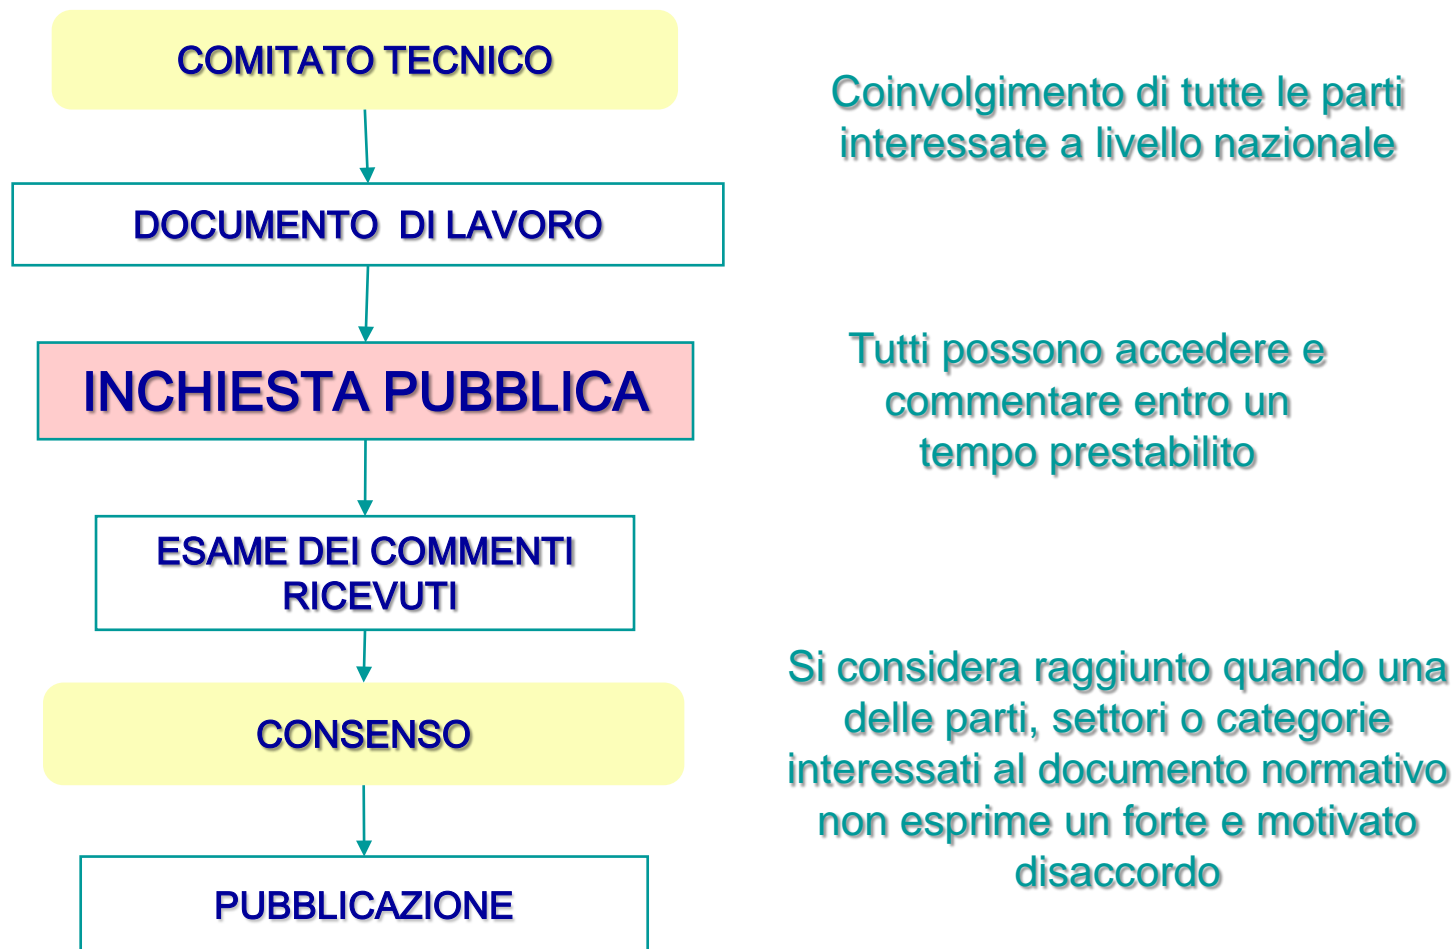 COMITATO TECNICO
Coinvolgimento di tutte le parti
interessate a livello nazionale
DOCUMENTO DI LAVORO
INCHIESTA PUBBLICA
Tutti possono accedere e
commentare entro un
tempo prestabilito
ESAME DEI COMMENTI
RICEVUTI
CONSENSO
Si considera raggiunto quando una
delle parti, settori o categorie
interessati al documento normativo
non esprime un forte e motivato
disaccordo
PUBBLICAZIONE